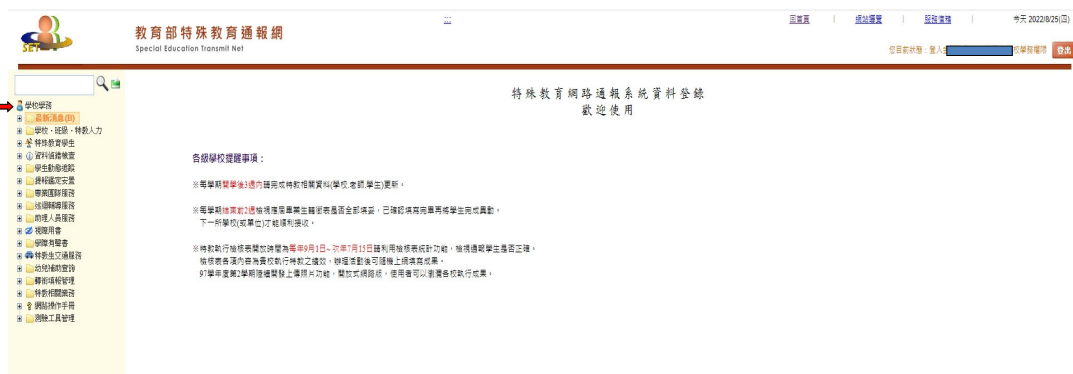 :::
回首頁 | 網站導覽 | 服務信箱 | 今天 2022/8/25(四)
SET
教育部特殊教育通報網
Special Education Transmit Net
您目前狀態：登入
校學務權限 登出
特殊教育網路通報系統資料登錄
歡迎使用
學校學務
最新消息(B)
學校、班級、特教人力
特殊教育學生
資料偵錯檢查
學生動態追蹤
提報鑑定安置
專業團隊服務
巡迴輔導服務
助理人員服務
視障用書
學障有聲書
特教生交通服務
幼兒補助查詢
轉銜填報管理
特教相關業務
網路操作手冊
測驗工具管理
各級學校提醒事項：
※每學期開學後3週內請完成特教相關資料(學校.老師.學生)更新。
※每學期結束前2週檢視應屆畢業生轉銜表是否全部填妥，已確認填寫完畢再將學生完成異動，
下一所學校(或單位)才能順利接收。
※特教執行檢核表開放時間為每年9月1日~次年7月15日請利用檢核表統計功能，檢視通報學生是否正確。
檢核表各項內容為貴校執行特教之績效，辦理活動後可隨機上網填寫成果。
97學年度第2學期陸續開發上傳照片功能，開放式網路版，使用者可以瀏覽各校執行成果。